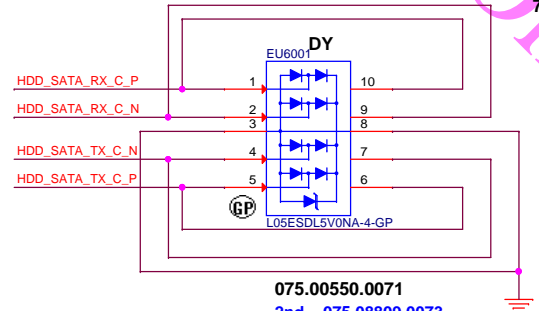 DY
EU6001
HDD_SATA_RX_C_P
1
10
HDD_SATA_RX_C_N
2
9
3
8
HDD_SATA_TX_C_N
4
7
HDD_SATA_TX_C_P
5
6
GP
L05ESDL5V0NA-4-GP
075.00550.0071